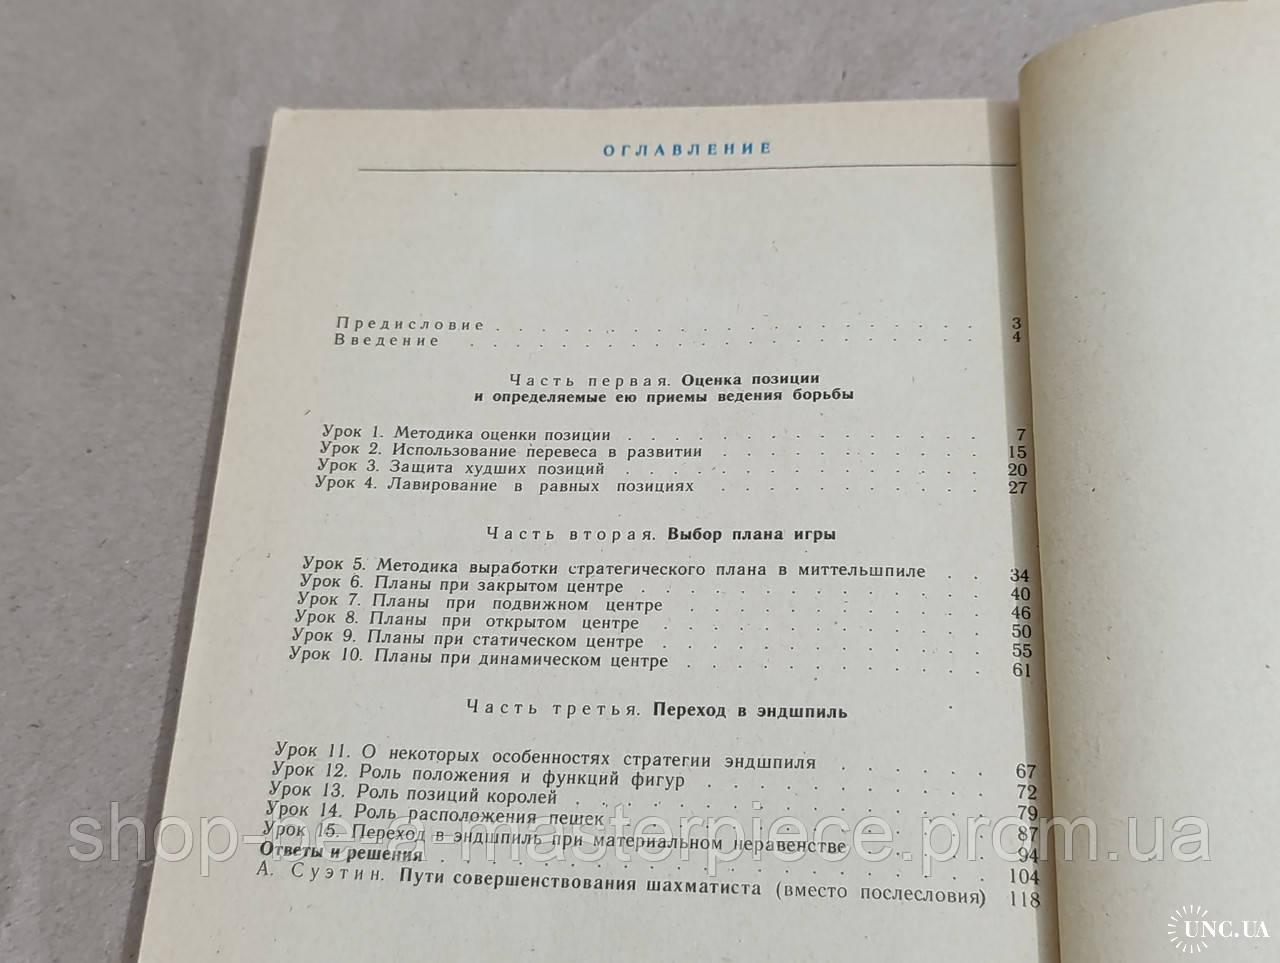 ОГЛАВЛЕНИЕ
Предисловие . . . . . . . . . . . . . . . . . . 3
Введение . . . . . . . . . . . . . . . . . . . 4
Часть первая. Оценка позиции
и определяемые ею приемы ведения борьбы
Урок 1. Методика оценки позиции . . . . . . . . . . . . . . 7
Урок 2. Использование перевеса в развитии . . . . . . . . . . 15
Урок 3. Защита худших позиций . . . . . . . . . . . . . . 20
Урок 4. Лавирование в равных позициях . . . . . . . . . . 27
Часть вторая. Выбор плана игры
Урок 5. Методика выработки стратегического плана в миттельшпиле . . 34
Урок 6. Планы при закрытом центре . . . . . . . . . . . . . 40
Урок 7. Планы при подвижном центре . . . . . . . . . . . . 46
Урок 8. Планы при открытом центре . . . . . . . . . . . . . 50
Урок 9. Планы при статическом центре . . . . . . . . . . . . 55
Урок 10. Планы при динамическом центре . . . . . . . . . . . 61
Часть третья. Переход в эндшпиль
Урок 11. О некоторых особенностях стратегии эндшпиля . . . . . . 67
Урок 12. Роль положения и функций фигур . . . . . . . . . . . 72
Урок 13. Роль позиций королей . . . . . . . . . . . . . . . 79
Урок 14. Роль расположения пешек . . . . . . . . . . . . . 87
Урок 15. Переход в эндшпиль при материальном неравенстве . . . . . 94
Ответы и решения . . . . . . . . . . . . . . . . . . 104
А. Суэтин. Пути совершенствования шахматиста (вместо послесловия) 118
shop-be-a-masterpiece.prom.ua
UNC.UA